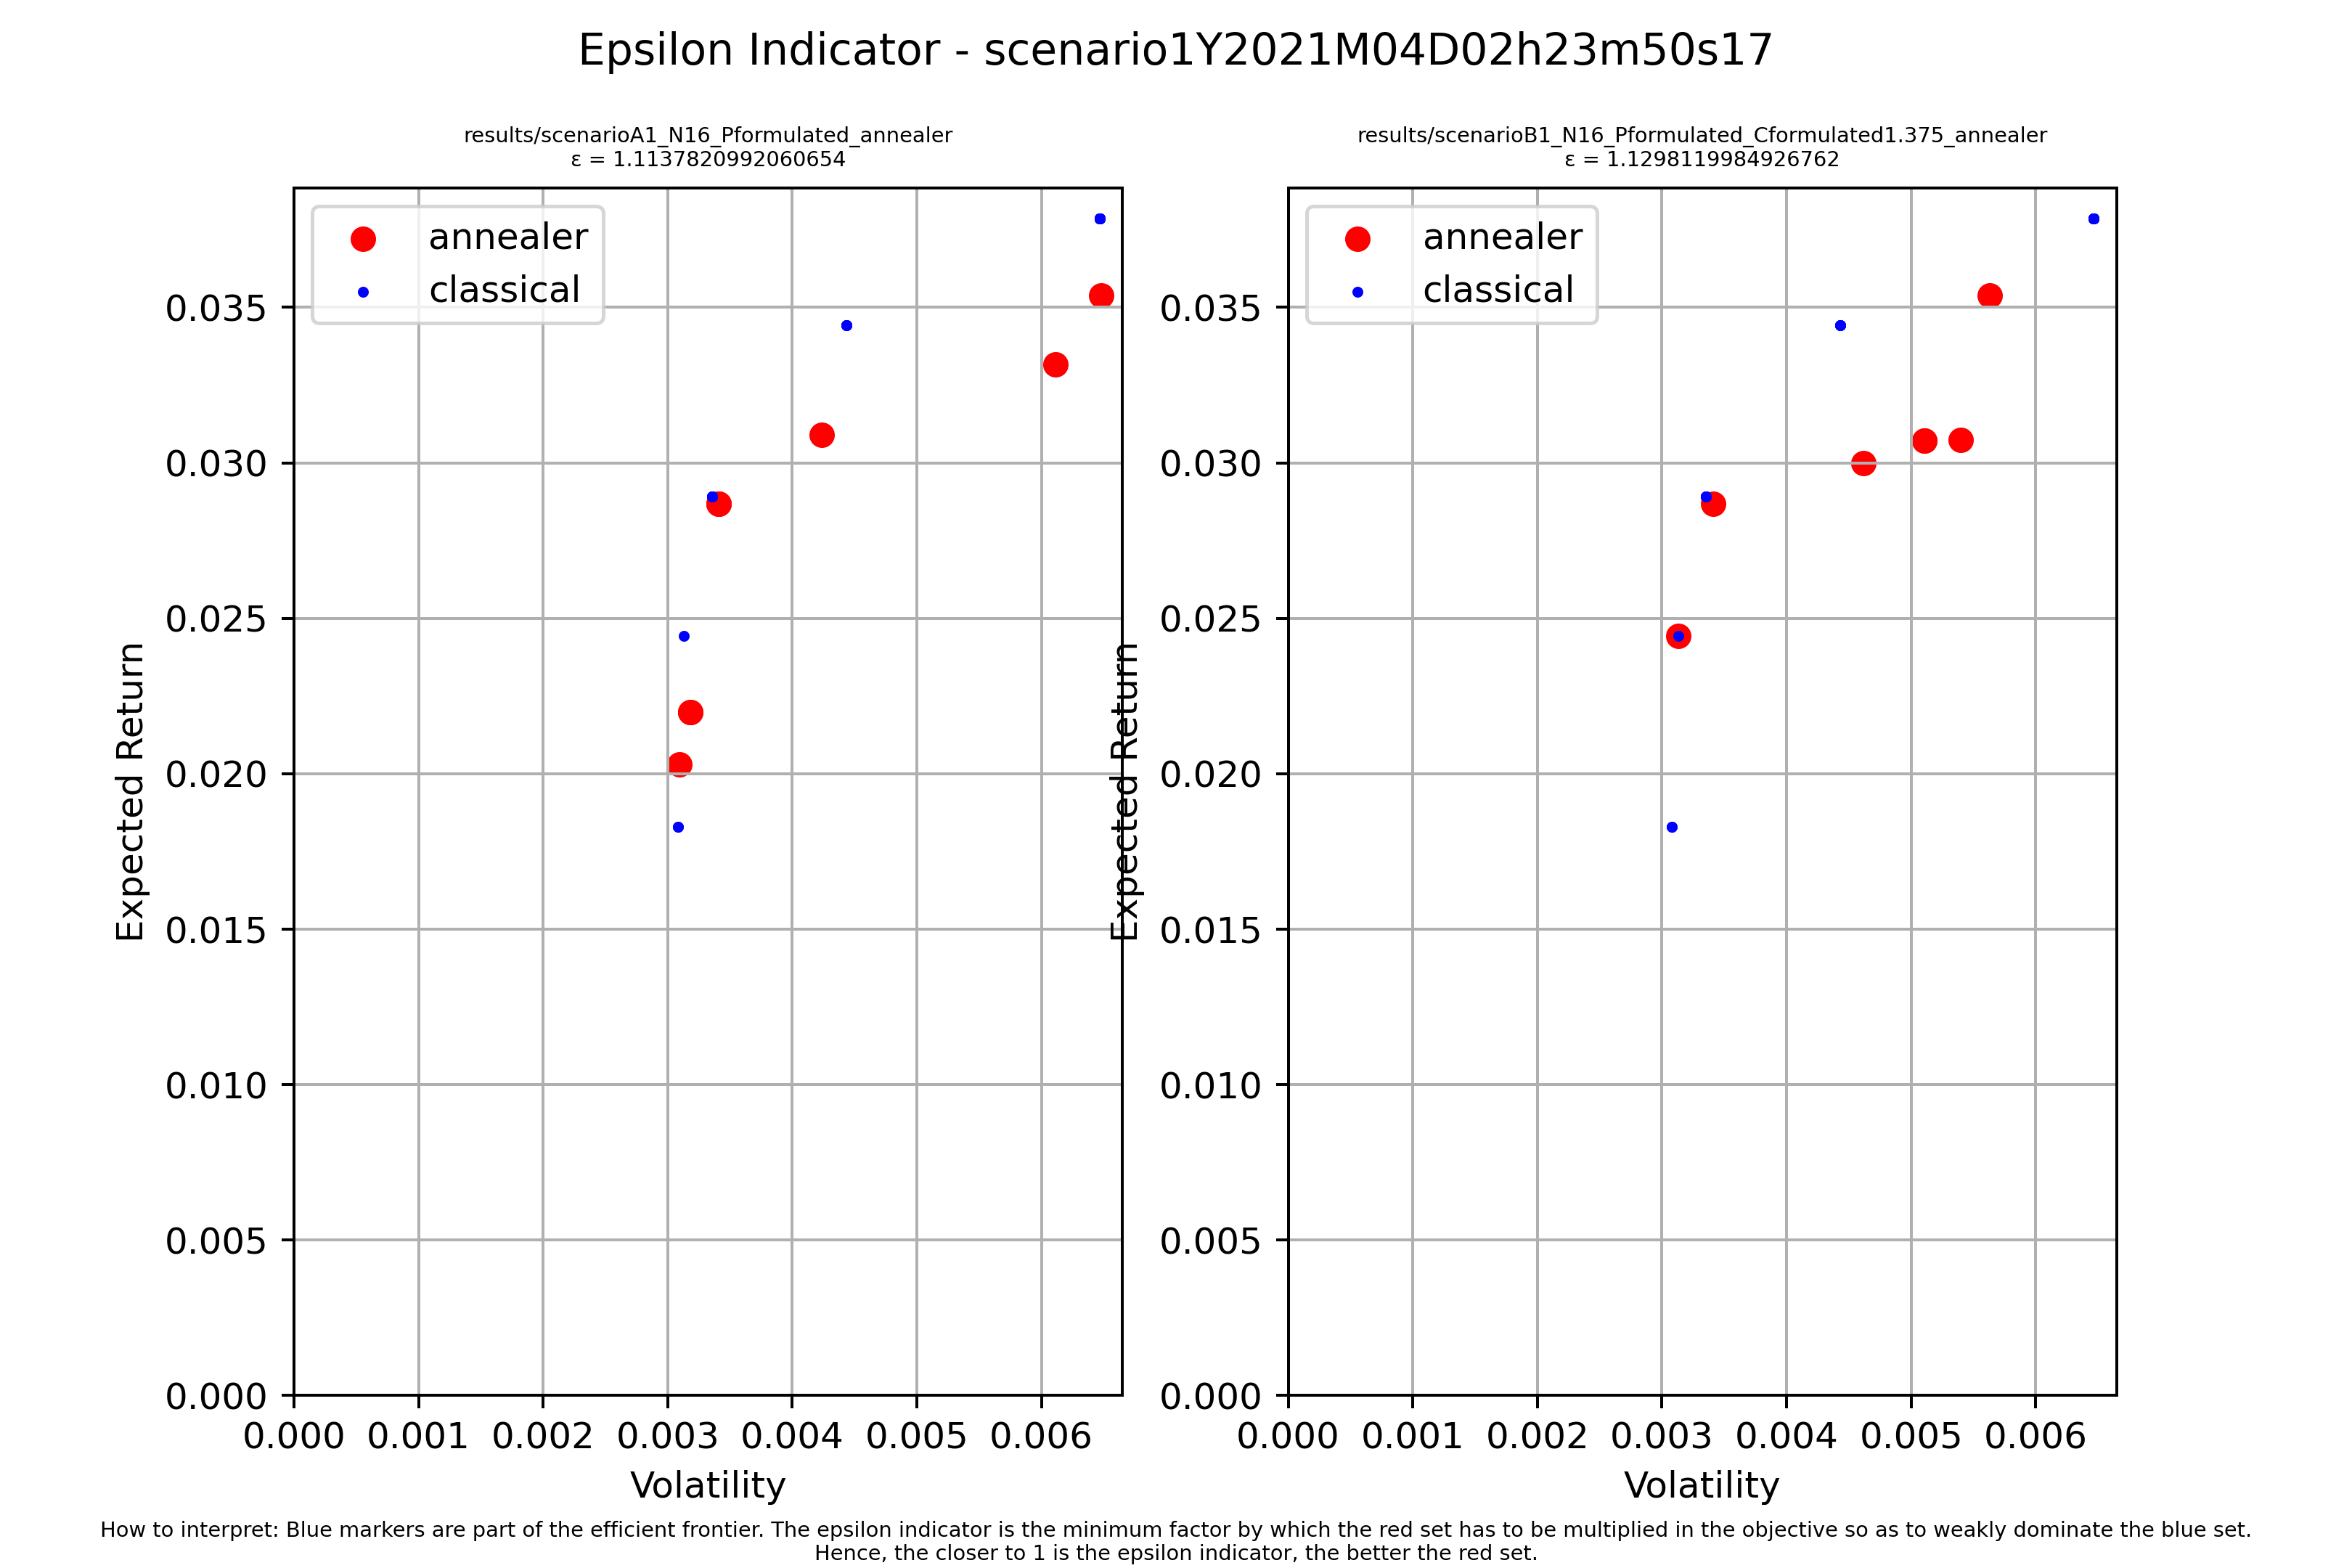 Epsilon Indicator - scenario1Y2021M04D02h23m50s17
results/scenarioA1_N16_Pformulated_annealer
ε = 1.1137820992060654
annealer
classical
0.035
0.030
0.025
0.020
0.015
0.010
0.005
0.000
Expected Return
0.000 0.001 0.002 0.003 0.004 0.005 0.006
Volatility
results/scenarioB1_N16_Pformulated_Cformulated1.375_annealer
ε = 1.1298119984926762
annealer
classical
0.035
0.030
0.025
0.020
0.015
0.010
0.005
0.000
Expected Return
0.000 0.001 0.002 0.003 0.004 0.005 0.006
Volatility
How to interpret: Blue markers are part of the efficient frontier. The epsilon indicator is the minimum factor by which the red set has to be multiplied in the objective so as to weakly dominate the blue set.
Hence, the closer to 1 is the epsilon indicator, the better the red set.